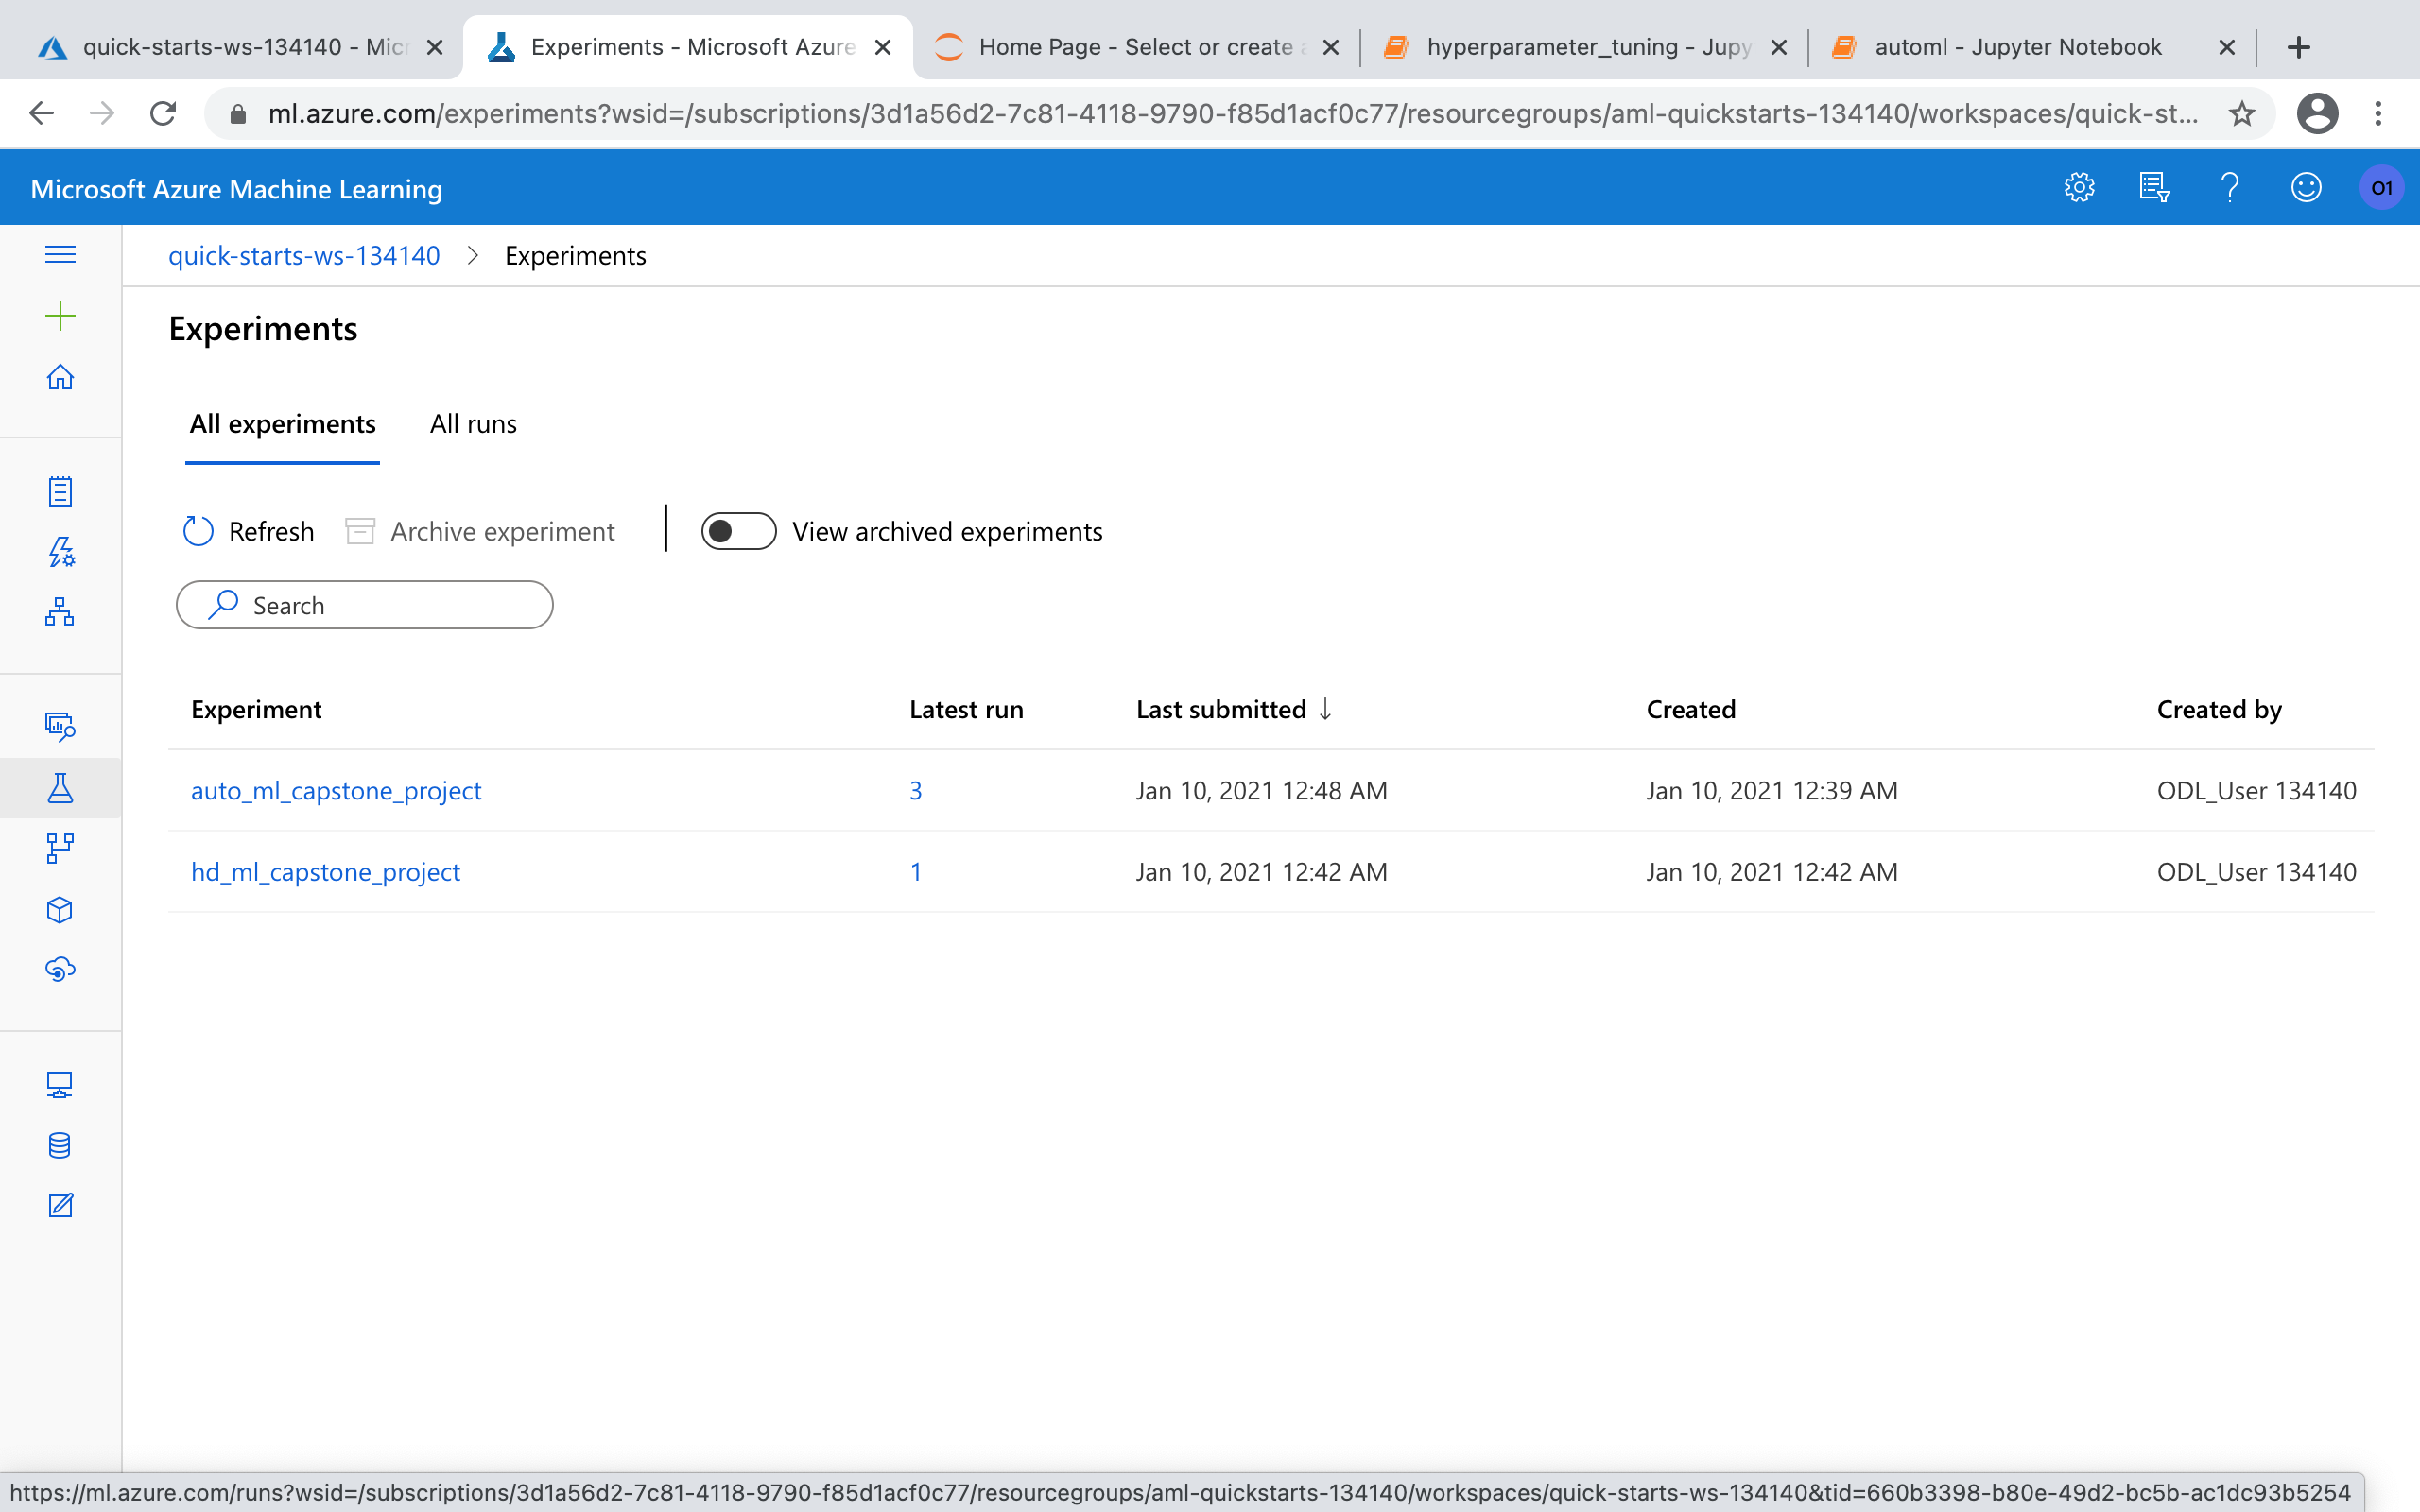 quick-starts-ws-134140 - Micr
Experiments - Microsoft Azure
Home Page - Select or create a
hyperparameter_tuning - Jupy
automl - Jupyter Notebook
ml.azure.com/experiments?wsid=/subscriptions/3d1a56d2-7c81-4118-9790-f85d1acf0c77/resourcegroups/aml-quickstarts-134140/workspaces/quick-st...
Microsoft Azure Machine Learning
O1
quick-starts-ws-134140 > Experiments
Experiments
All experiments All runs
Refresh Archive experiment View archived experiments
Search
Experiment Latest run Last submitted ↓ Created Created by
auto_ml_capstone_project 3 Jan 10, 2021 12:48 AM Jan 10, 2021 12:39 AM ODL_User 134140
hd_ml_capstone_project 1 Jan 10, 2021 12:42 AM Jan 10, 2021 12:42 AM ODL_User 134140
https://ml.azure.com/runs?wsid=/subscriptions/3d1a56d2-7c81-4118-9790-f85d1acf0c77/resourcegroups/aml-quickstarts-134140/workspaces/quick-starts-ws-134140&tid=660b3398-b80e-49d2-bc5b-ac1dc93b5254